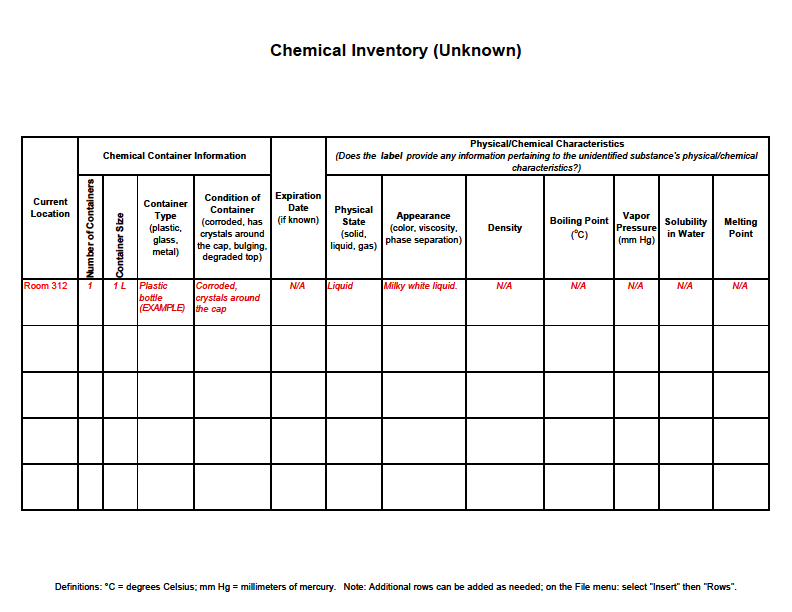 Chemical Inventory (Unknown)
Current
Location
Chemical Container Information
Number of Containers
Container Size
Container
Type
(plastic,
glass,
metal)
Condition of
Container
(corroded, has
crystals around
the cap, bulging,
degraded top)
Expiration
Date
(if known)
Physical/Chemical Characteristics
(Does the label provide any information pertaining to the unidentified substance's physical/chemical
characteristics?)
Physical
State
(solid,
liquid, gas)
Appearance
(color, viscosity,
phase separation)
Density
Boiling Point
(°C)
Vapor
Pressure
(mm Hg)
Solubility
in Water
Melting
Point
Room 312
1
1 L
Plastic
bottle
(EXAMPLE)
Corroded,
crystals around
the cap
N/A
Liquid
Milky white liquid.
N/A
N/A
N/A
N/A
N/A
Definitions: °C = degrees Celsius; mm Hg = millimeters of mercury. Note: Additional rows can be added as needed; on the File menu: select "Insert" then "Rows".